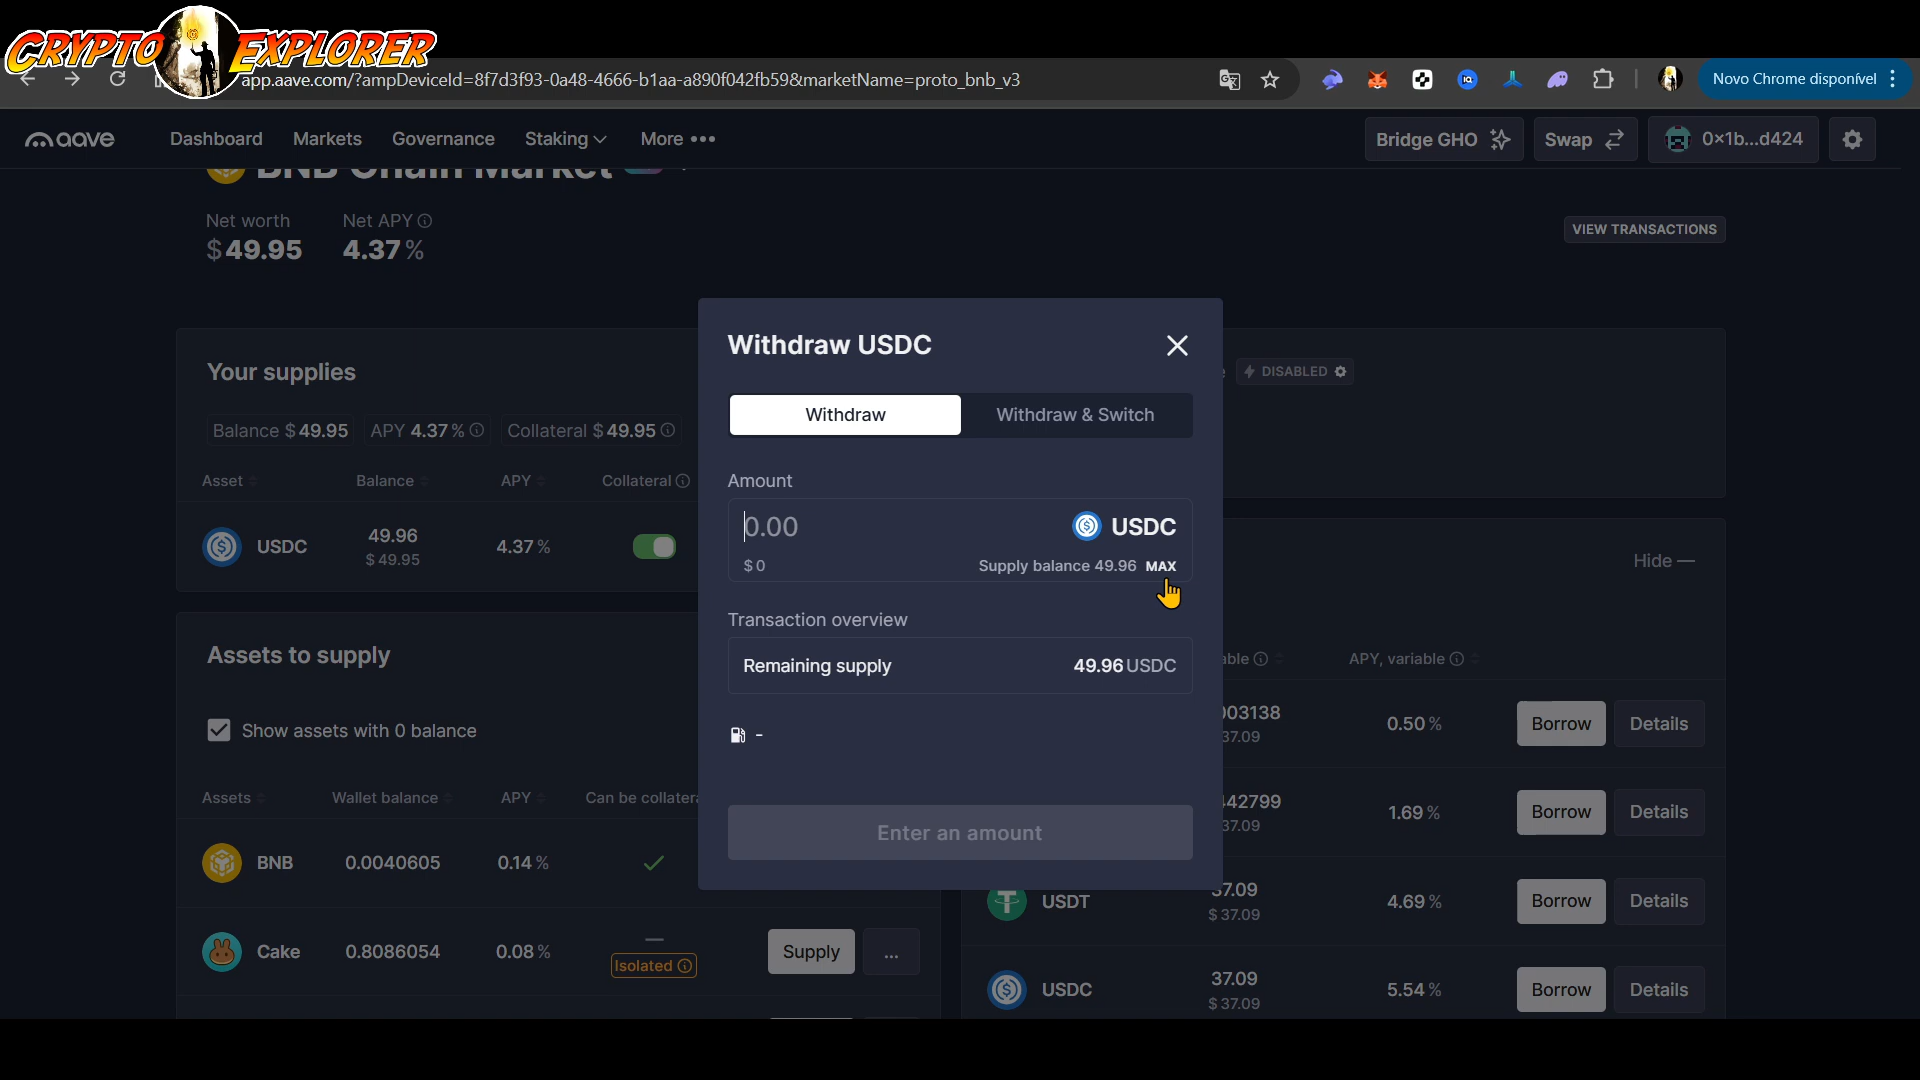 CRYPTO EXPLORER
app.aave.com/?ampDeviceId=8f7d3f93-0a48-4666-b1aa-a890f042fb59&marketName=proto_bnb_v3
Novo Chrome disponível
aave Dashboard Markets Governance Staking More Bridge GHO Swap 0×1b...d424
BNB Chain Market
Net worth Net APY
$49.95 4.37%
VIEW TRANSACTIONS
Your supplies
Balance $49.95 APY 4.37% Collateral $49.95
Asset Balance APY Collateral
USDC 49.96 4.37%
$49.95
Assets to supply
Show assets with 0 balance
Assets Wallet balance APY
Can be
BNB 0.0040605 0.14%
Cake 0.8086054 0.08% — Supply ...
Isolated
Withdraw USDC
Withdraw Withdraw & Switch
Amount
0.00 USDC
$0 Supply balance 49.96 MAX
Transaction overview
Remaining supply 49.96 USDC
-
Enter an amount
DISABLED
Hide —
APY, variable
03138 0.50% Borrow Details
37.09
42799 1.69% Borrow Details
37.09
USDT 37.09 4.69% Borrow Details
$37.09
USDC 37.09 5.54% Borrow Details
$37.09